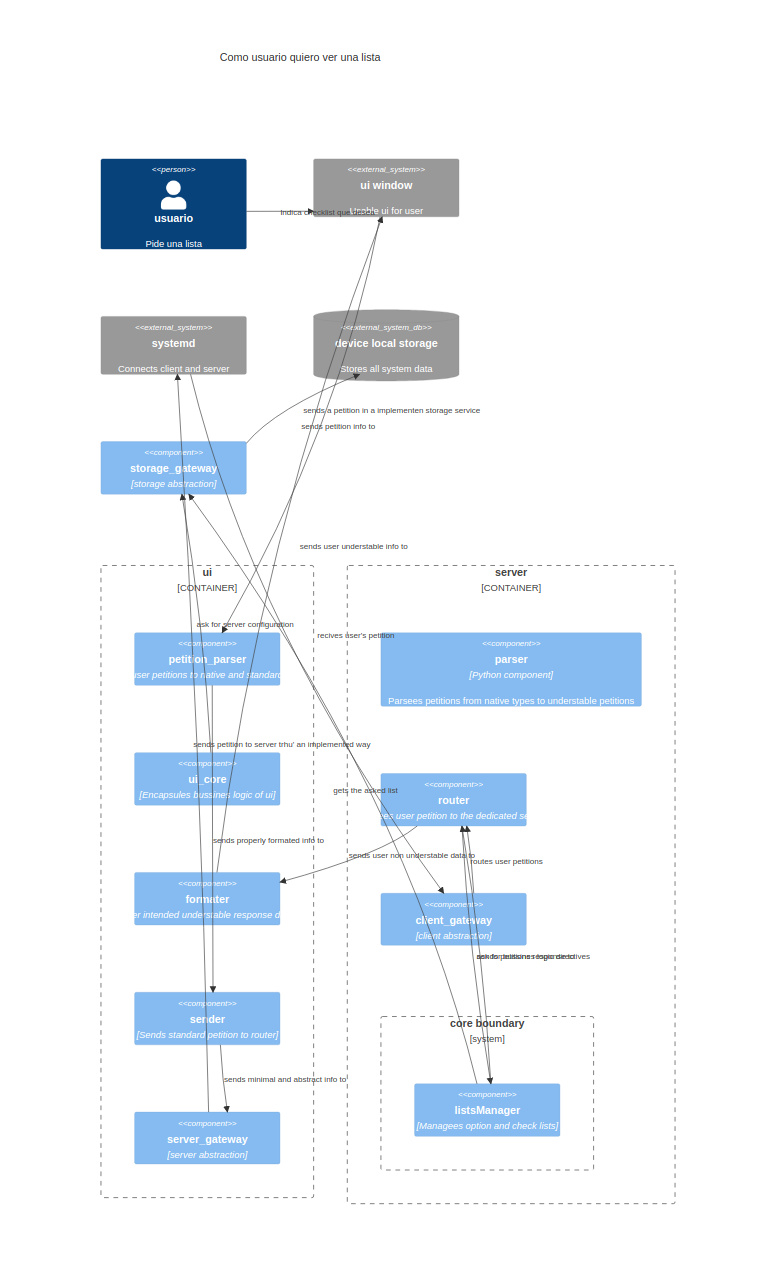 Como usuario quiero ver una lista
<<person>>
usuario
Pide una lista
<<external_system>>
ui window
Usable ui for user
Indica checklist que
<<external_system>>
systemd
Connects client and server
<<external_system_db>>
device local storage
Stores all system data
sends a petition in a implementen storage service
sends petition info to
<<component>>
storage_gateway
[storage abstraction]
sends user understable info to
ui
[CONTAINER]
server
[CONTAINER]
ask for server configuration
recives user's petition
<<component>>
petition_parser
user petitions to native and standard
<<component>>
parser
[Python component]
Parsees petitions from native types to understable petitions
sends petition to server trhu' an implemented way
<<component>>
ui_core
[Encapsules bussines logic of ui]
gets the asked list
<<component>>
router
user petition to the dedicated
sends properly formated info to
sends user non understable data to
routes user petitions
<<component>>
formater
intended understable response
<<component>>
client_gateway
[client abstraction]
<<component>>
sender
[Sends standard petition to router]
core boundary
[system]
sends minimal and abstract info to
<<component>>
listsManager
[Managees option and check lists]
<<component>>
server_gateway
[server abstraction]